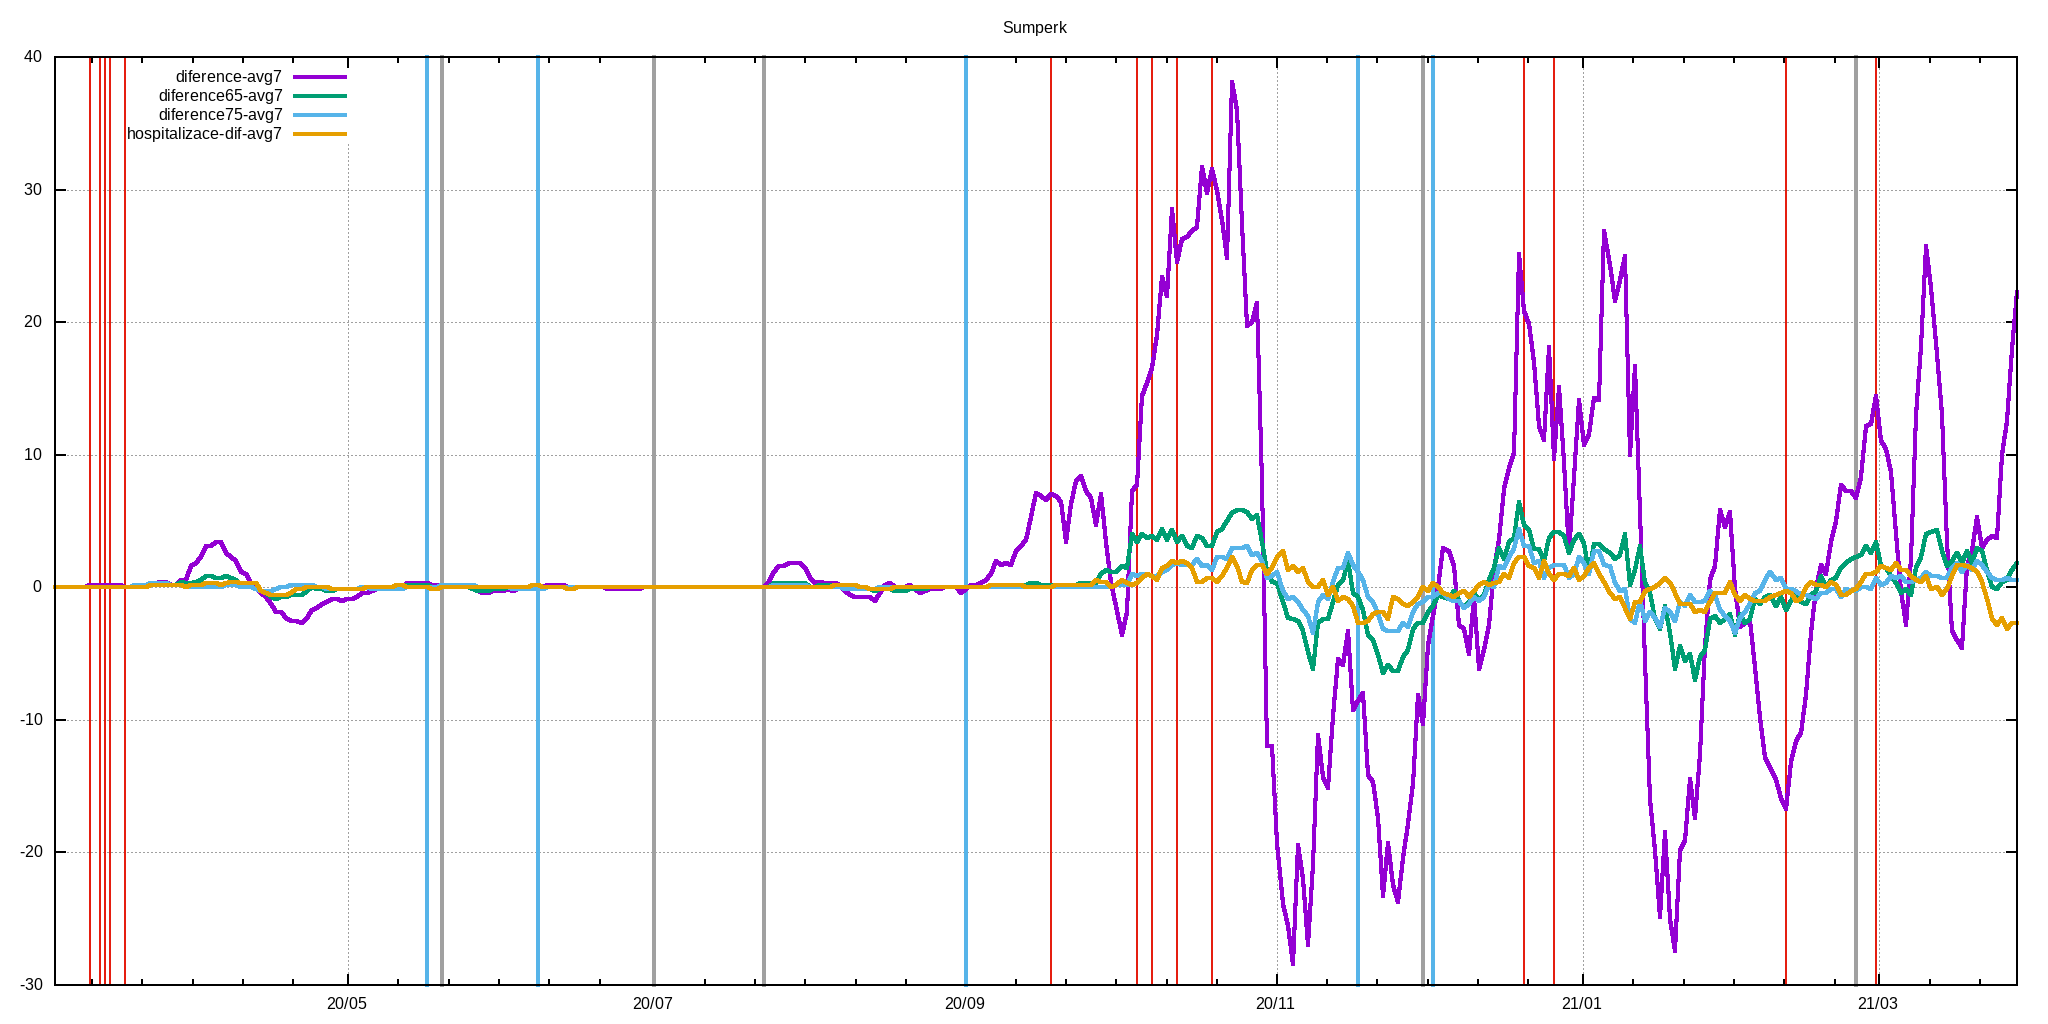 Sumperk
diference-avg7
diference65-avg7
diference75-avg7
hospitalizace-dif-avg7
40
30
20
10
0
-10
-20
-30
20/05 20/07 20/09 20/11 21/01 21/03